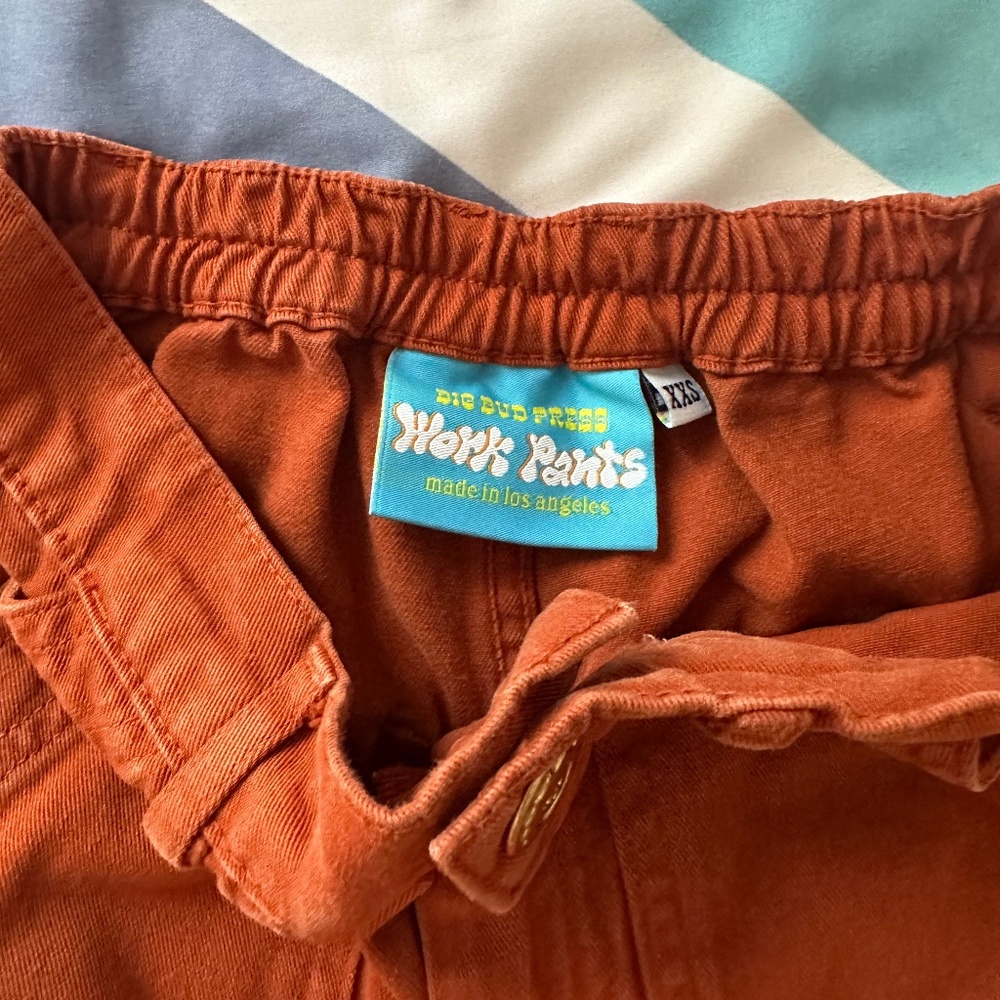 BIG BUD PRESS
Work Pants
made in los angeles
XXS